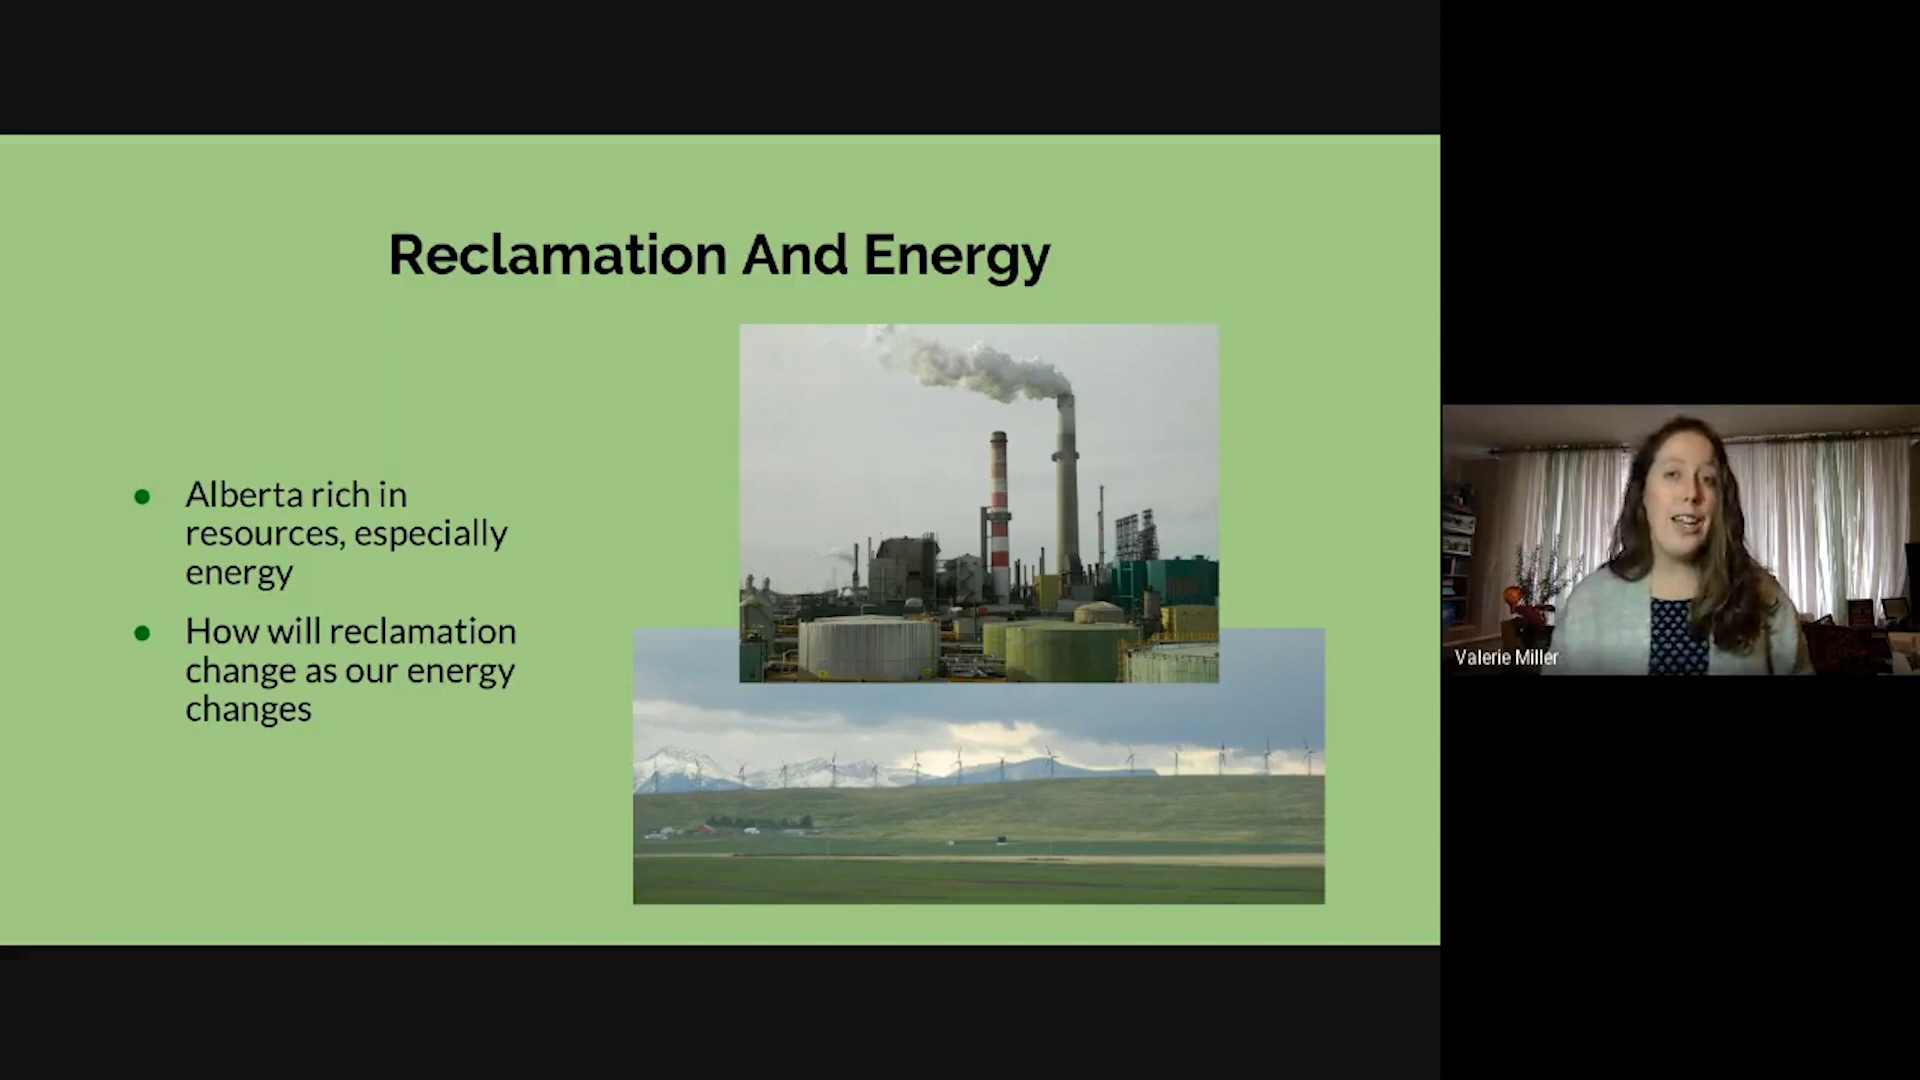 Reclamation And Energy
Alberta rich in
resources, especially
energy
How will reclamation
change as our energy
changes
Valerie Miller